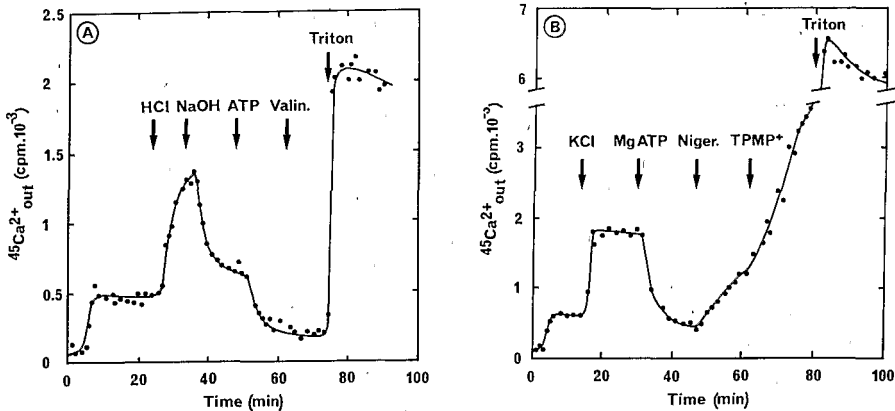 A
Triton
HCl NaOH ATP Valin.
⁴⁵Ca²⁺out (cpm.10⁻³)
2.5
2.0
1.5
1.0
0.5
0
0 20 40 60 80 100
Time (min)
B
Triton
KCl MgATP Niger. TPMP⁺
⁴⁵Ca²⁺out (cpm.10⁻³)
7
6
2
1
0
0 20 40 60 80 100
Time (min)